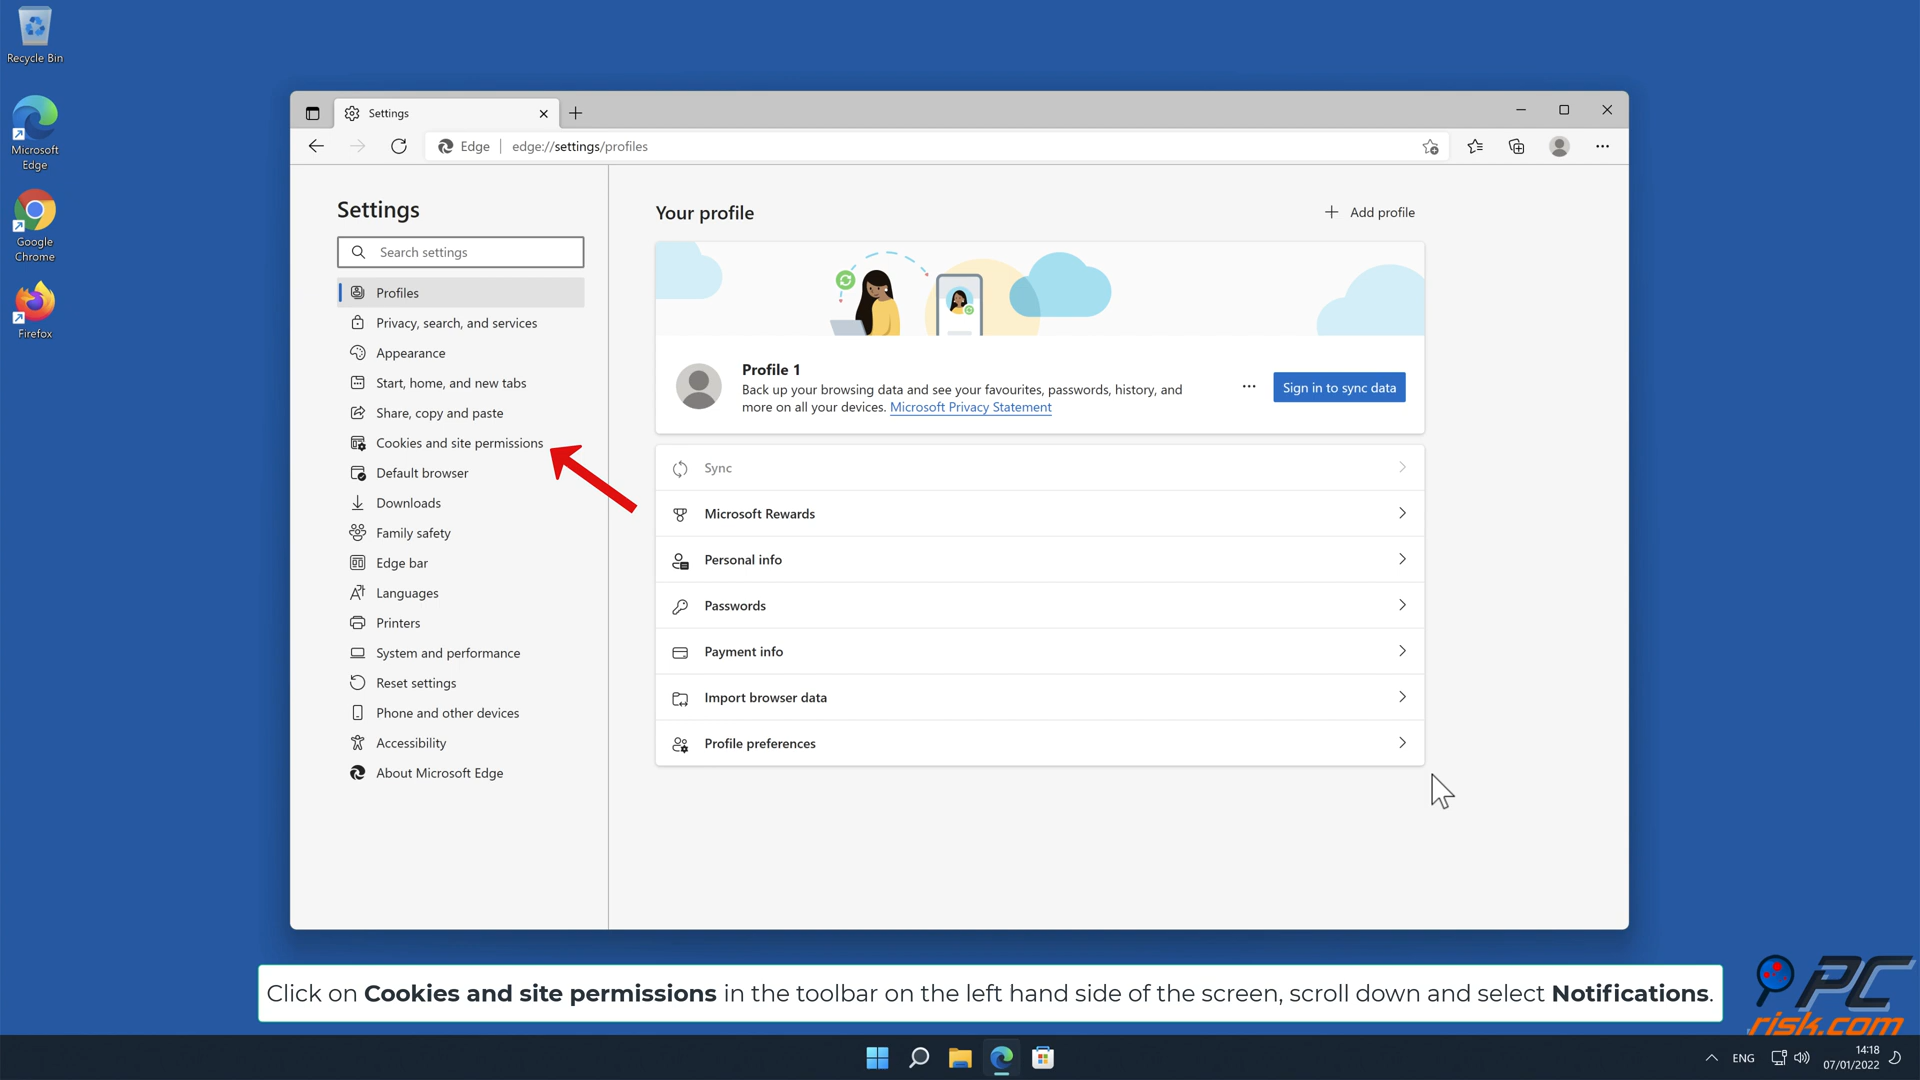 Recycle Bin
Microsoft
Edge
Google
Chrome
Firefox
Settings
Edge
edge://settings/profiles
Settings
Search settings
Profiles
Privacy, search, and services
Appearance
Start, home, and new tabs
Share, copy and paste
Cookies and site permissions
Default browser
Downloads
Family safety
Edge bar
Languages
Printers
System and performance
Reset settings
Phone and other devices
Accessibility
About Microsoft Edge
Your profile
Add profile
Profile 1
Back up your browsing data and see your favourites, passwords, history, and
more on all your devices. Microsoft Privacy Statement
Sign in to sync data
Sync
Microsoft Rewards
Personal info
Passwords
Payment info
Import browser data
Profile preferences
Click on Cookies and site permissions in the toolbar on the left hand side of the screen, scroll down and select Notifications.
PC
risk.com
ENG
14:18
07/01/2022